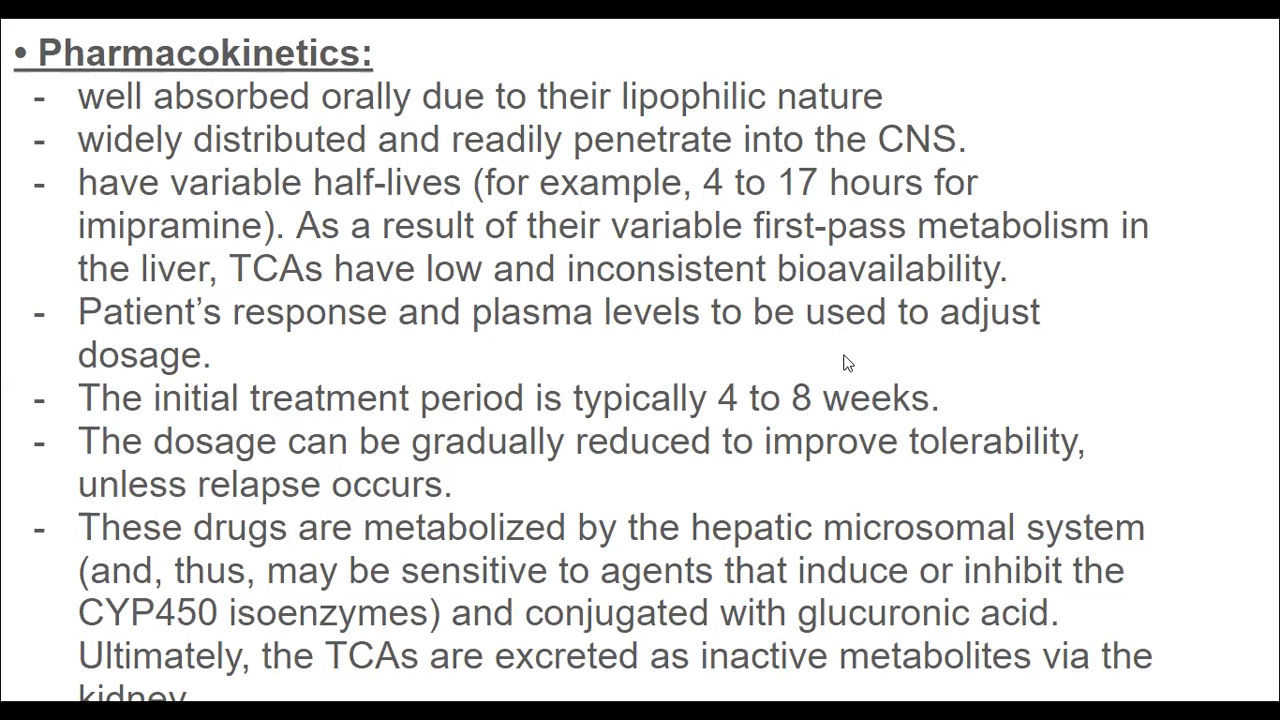 • Pharmacokinetics:
- well absorbed orally due to their lipophilic nature
- widely distributed and readily penetrate into the CNS.
- have variable half-lives (for example, 4 to 17 hours for
imipramine). As a result of their variable first-pass metabolism in
the liver, TCAs have low and inconsistent bioavailability.
- Patient’s response and plasma levels to be used to adjust
dosage.
- The initial treatment period is typically 4 to 8 weeks.
- The dosage can be gradually reduced to improve tolerability,
unless relapse occurs.
- These drugs are metabolized by the hepatic microsomal system
(and, thus, may be sensitive to agents that induce or inhibit the
CYP450 isoenzymes) and conjugated with glucuronic acid.
Ultimately, the TCAs are excreted as inactive metabolites via the
kidney